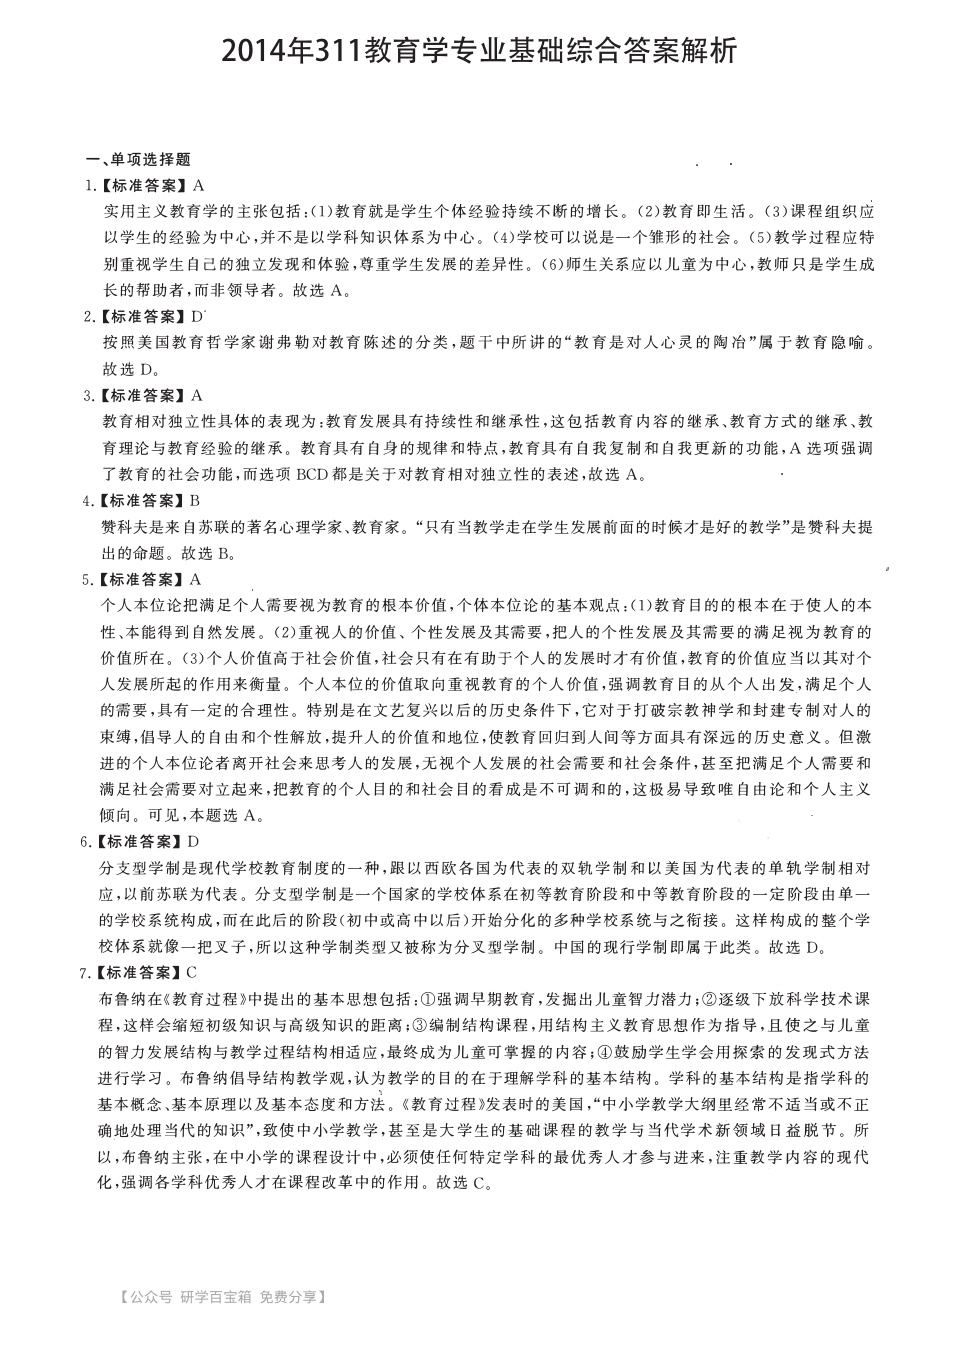 2014年311教育学专业基础综合答案解析
一、单项选择题
1.【标准答案】A
实用主义教育学的主张包括:(1)教育就是学生个体经验持续不断的增长。(2)教育即生活。(3)课程组织应
以学生的经验为中心,并不是以学科知识体系为中心。(4)学校可以说是一个雏形的社会。(5)教学过程应特
别重视学生自己的独立发现和体验,尊重学生发展的差异性。(6)师生关系应以儿童为中心,教师只是学生成
长的帮助者,而非领导者。故选 A。
2.【标准答案】D
按照美国教育哲学家谢弗勒对教育陈述的分类,题干中所讲的“教育是对人心灵的陶冶”属于教育隐喻。
故选 D。
3.【标准答案】A
教育相对独立性具体的表现为:教育发展具有持续性和继承性,这包括教育内容的继承、教育方式的继承、教
育理论与教育经验的继承。教育具有自身的规律和特点,教育具有自我复制和自我更新的功能,A 选项强调
了教育的社会功能,而选项 BCD 都是关于对教育相对独立性的表述,故选 A。
4.【标准答案】B
赞科夫是来自苏联的著名心理学家、教育家。“只有当教学走在学生发展前面的时候才是好的教学”是赞科夫提
出的命题。故选 B。
5.【标准答案】A
个人本位论把满足个人需要视为教育的根本价值,个体本位论的基本观点:(1)教育目的的根本在于使人的本
性、本能得到自然发展。(2)重视人的价值、个性发展及其需要,把人的个性发展及其需要的满足视为教育的
价值所在。(3)个人价值高于社会价值,社会只有在有助于个人的发展时才有价值,教育的价值应当以其对个
人发展所起的作用来衡量。个人本位的价值取向重视教育的个人价值,强调教育目的从个人出发,满足个人
的需要,具有一定的合理性。特别是在文艺复兴以后的历史条件下,它对于打破宗教神学和封建专制对人的
束缚,倡导人的自由和个性解放,提升人的价值和地位,使教育回归到人间等方面具有深远的历史意义。但激
进的个人本位论者离开社会来思考人的发展,无视个人发展的社会需要和社会条件,甚至把满足个人需要和
满足社会需要对立起来,把教育的个人目的和社会目的看成是不可调和的,这极易导致唯自由论和个人主义
倾向。可见,本题选 A。
6.【标准答案】D
分支型学制是现代学校教育制度的一种,跟以西欧各国为代表的双轨学制和以美国为代表的单轨学制相对
应,以前苏联为代表。分支型学制是一个国家的学校体系在初等教育阶段和中等教育阶段的一定阶段由单一
的学校系统构成,而在此后的阶段(初中或高中以后)开始分化的多种学校系统与之衔接。这样构成的整个学
校体系就像一把叉子,所以这种学制类型又被称为分叉型学制。中国的现行学制即属于此类。故选 D。
7.【标准答案】C
布鲁纳在《教育过程》中提出的基本思想包括:①强调早期教育,发掘出儿童智力潜力;②逐级下放科学技术课
程,这样会缩短初级知识与高级知识的距离;③编制结构课程,用结构主义教育思想作为指导,且使之与儿童
的智力发展结构与教学过程结构相适应,最终成为儿童可掌握的内容;④鼓励学生学会用探索的发现式方法
进行学习。布鲁纳倡导结构教学观,认为教学的目的在于理解学科的基本结构。学科的基本结构是指学科的
基本概念、基本原理以及基本态度和方法。《教育过程》发表时的美国,“中小学教学大纲里经常不适当或不正
确地处理当代的知识”,致使中小学教学,甚至是大学生的基础课程的教学与当代学术新领域日益脱节。所
以,布鲁纳主张,在中小学的课程设计中,必须使任何特定学科的最优秀人才参与进来,注重教学内容的现代
化,强调各学科优秀人才在课程改革中的作用。故选 C。
【公众号 研学百宝箱 免费分享】